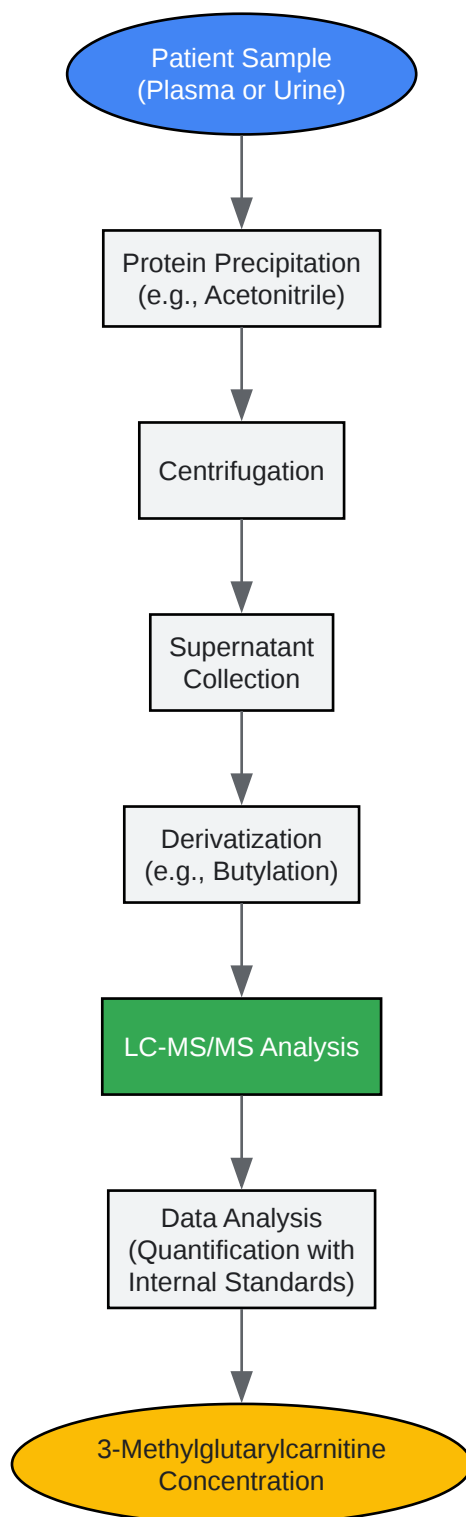 Patient Sample
(Plasma or Urine)
Protein Precipitation
(e.g., Acetonitrile)
Centrifugation
Supernatant
Collection
Derivatization
(e.g., Butylation)
LC-MS/MS Analysis
Data Analysis
(Quantification with
Internal Standards)
3-Methylglutarylcarnitine
Concentration